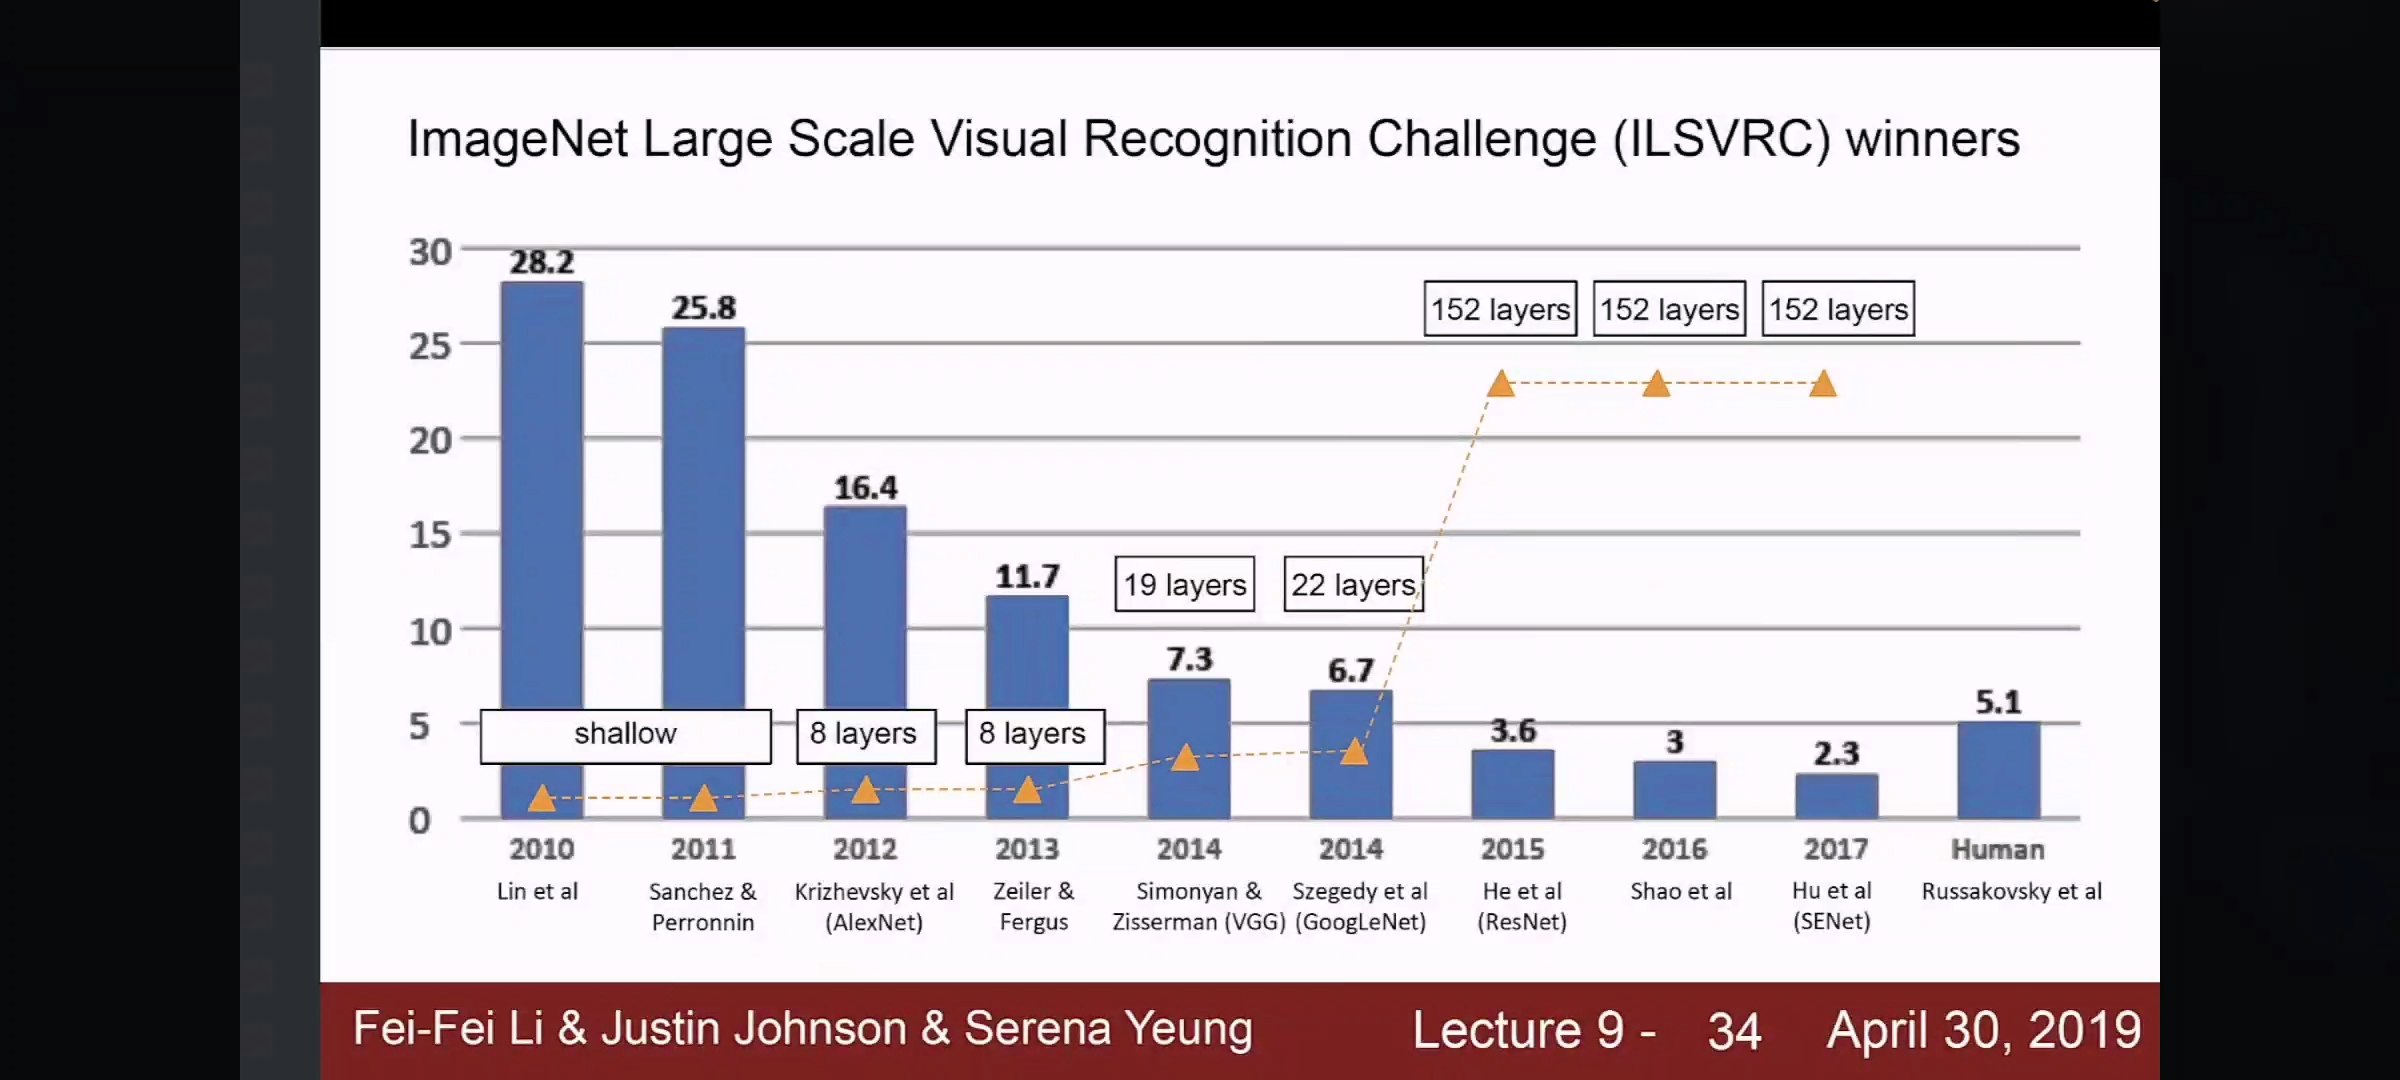 ImageNet Large Scale Visual Recognition Challenge (ILSVRC) winners
30
28.2
25.8
152 layers 152 layers 152 layers
25
20
16.4
15
11.7
19 layers 22 layers
10
7.3
6.7
5.1
5
shallow 8 layers 8 layers
3.6
3
2.3
0
2010 2011 2012 2013 2014 2014 2015 2016 2017 Human
Lin et al Sanchez & Krizhevsky et al Zeiler & Simonyan & Szegedy et al He et al Shao et al Hu et al Russakovsky et al
Perronnin (AlexNet) Fergus Zisserman (VGG) (GoogLeNet) (ResNet) (SENet)
Fei-Fei Li & Justin Johnson & Serena Yeung Lecture 9 - 34 April 30, 2019